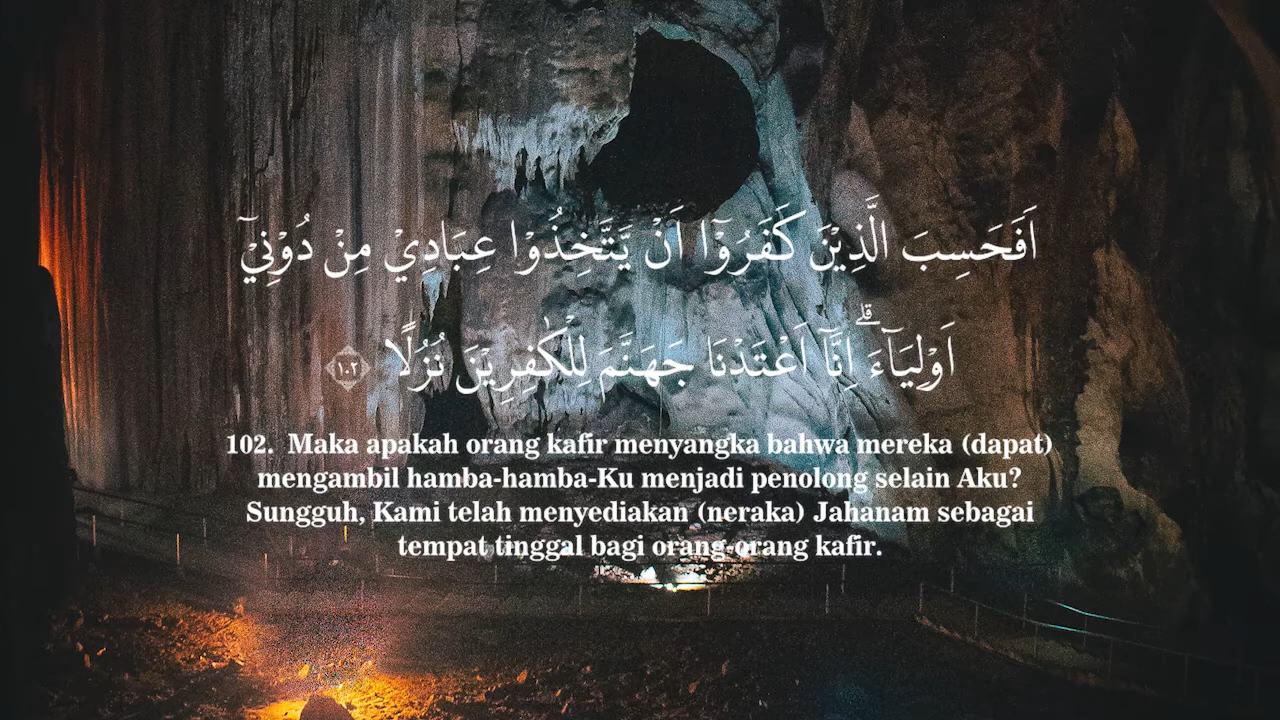 اَفَحَسِبَ الَّذِيْنَ كَفَرُوْٓا اَنْ يَّتَّخِذُوْا عِبَادِيْ مِنْ دُوْنِيْٓ
اَوْلِيَاۤءَ ۗاِنَّآ اَعْتَدْنَا جَهَنَّمَ لِلْكٰفِرِيْنَ نُزُلًا ١٠٢
102. Maka apakah orang kafir menyangka bahwa mereka (dapat)
mengambil hamba-hamba-Ku menjadi penolong selain Aku?
Sungguh, Kami telah menyediakan (neraka) Jahanam sebagai
tempat tinggal bagi orang-orang kafir.